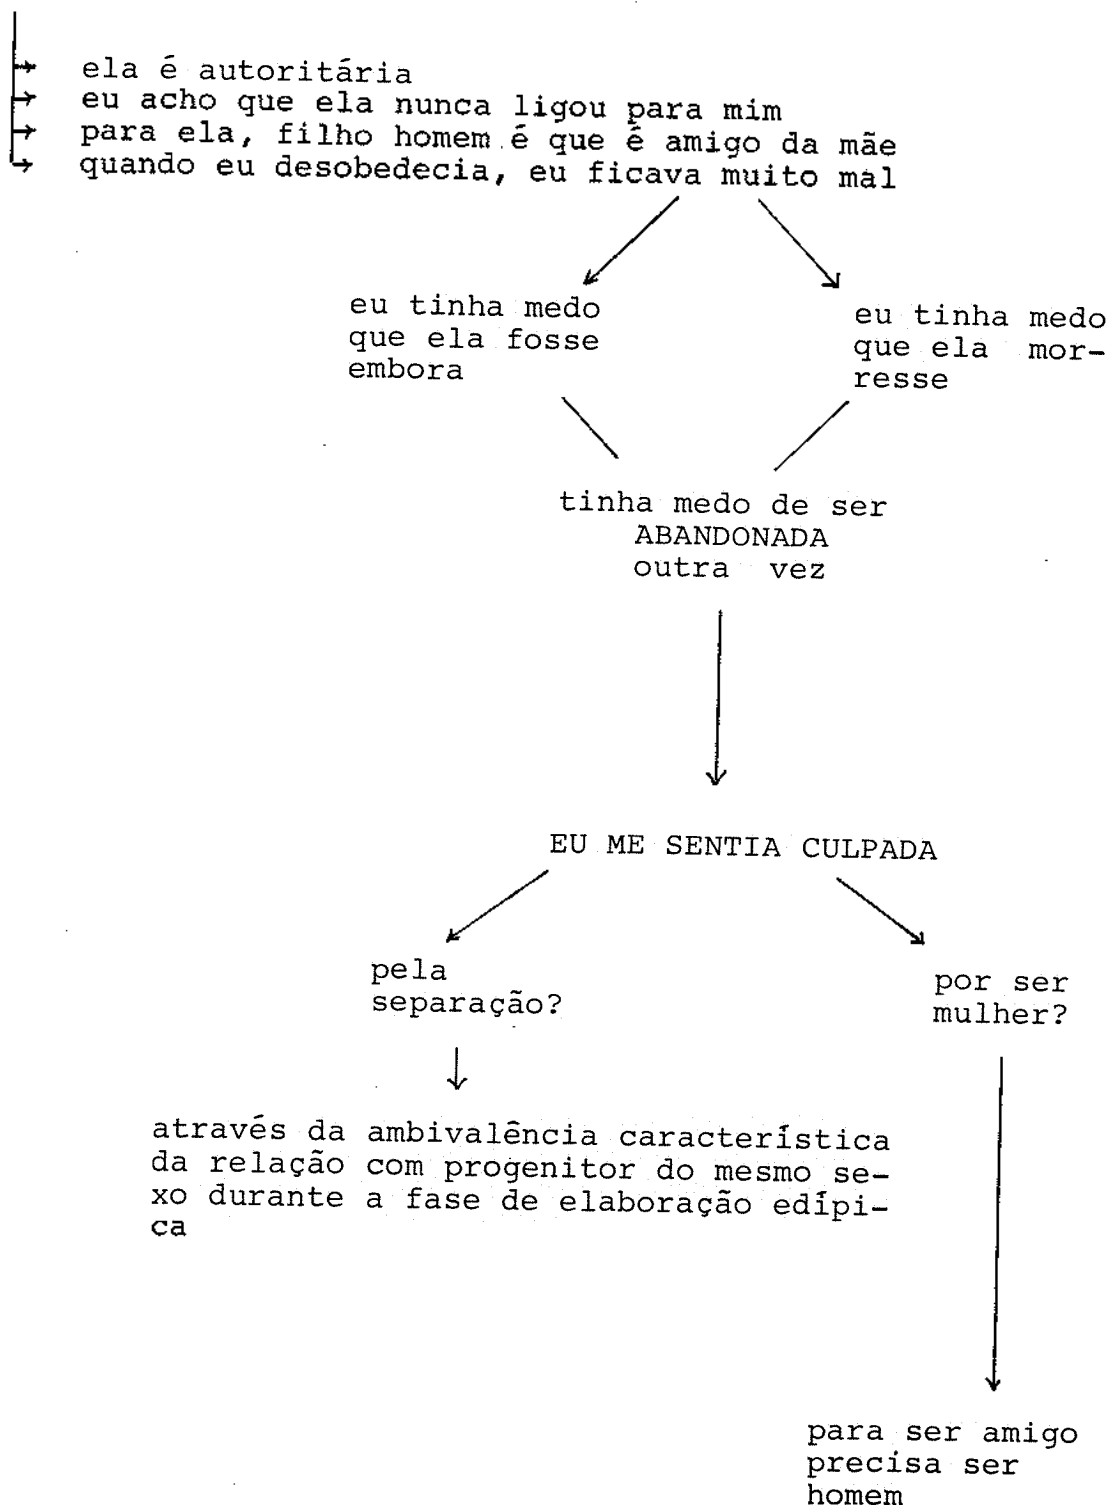 ela é autoritária
eu acho que ela nunca ligou para mim
para ela, filho homem é que é amigo da mãe
quando eu desobedecia, eu ficava muito mal
eu tinha medo
que ela fosse
embora
eu tinha medo
que ela mor-
resse
tinha medo de ser
ABANDONADA
outra vez
EU ME SENTIA CULPADA
pela
separação?
por ser
mulher?
através da ambivalência característica
da relação com progenitor do mesmo se-
xo durante a fase de elaboração edípi-
ca
para ser amigo
precisa ser
homem